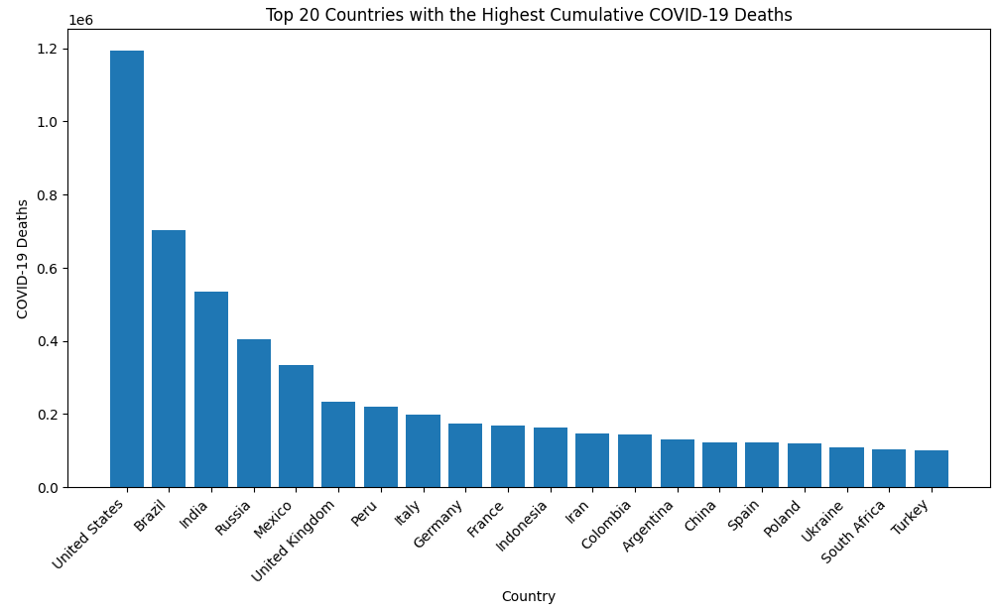 Top 20 Countries with the Highest Cumulative COVID-19 Deaths
1e6
1.2
1.0
0.8
0.6
0.4
0.2
0.0
COVID-19 Deaths
United States
Brazil
India
Russia
Mexico
United Kingdom
Peru
Italy
Germany
France
Indonesia
Iran
Colombia
Argentina
China
Spain
Poland
Ukraine
South Africa
Turkey
Country